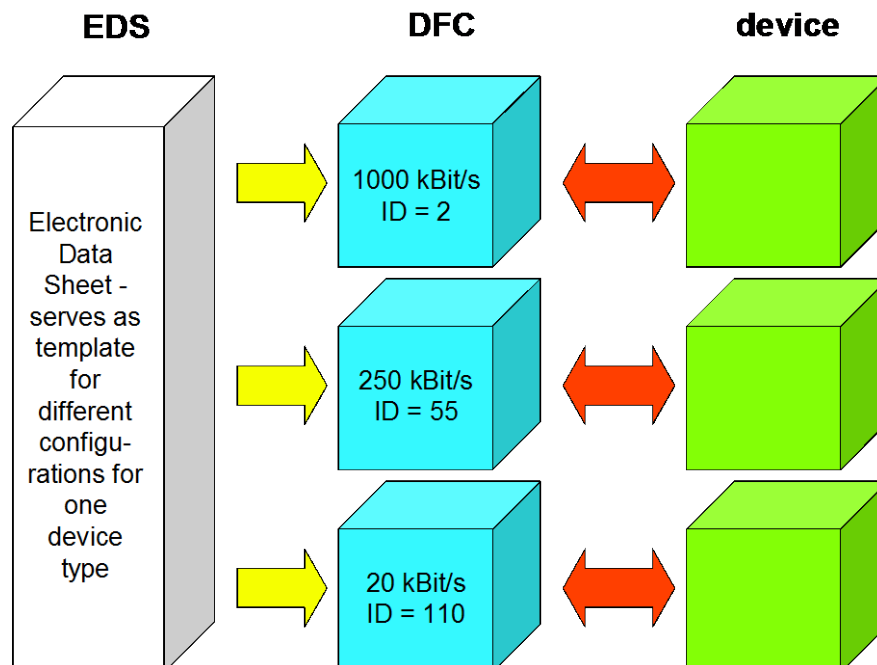 EDS
DFC
device
Electronic
Data
Sheet -
serves as
template
for
different
configu-
rations for
one
device
type
1000 kBit/s
ID = 2
250 kBit/s
ID = 55
20 kBit/s
ID = 110